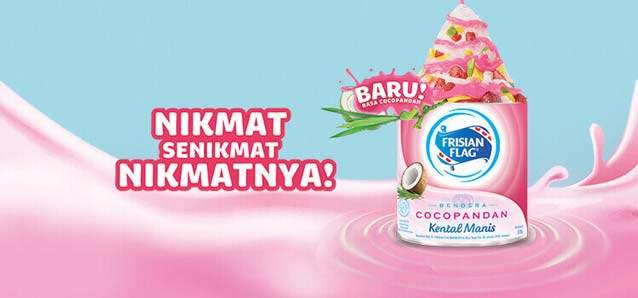 NIKMAT
SENIKMAT
NIKMATNYA!
BARU!
RASA COCOPANDAN
FRISIAN
FLAG
BENDERA
COCOPANDAN
Kental Manis